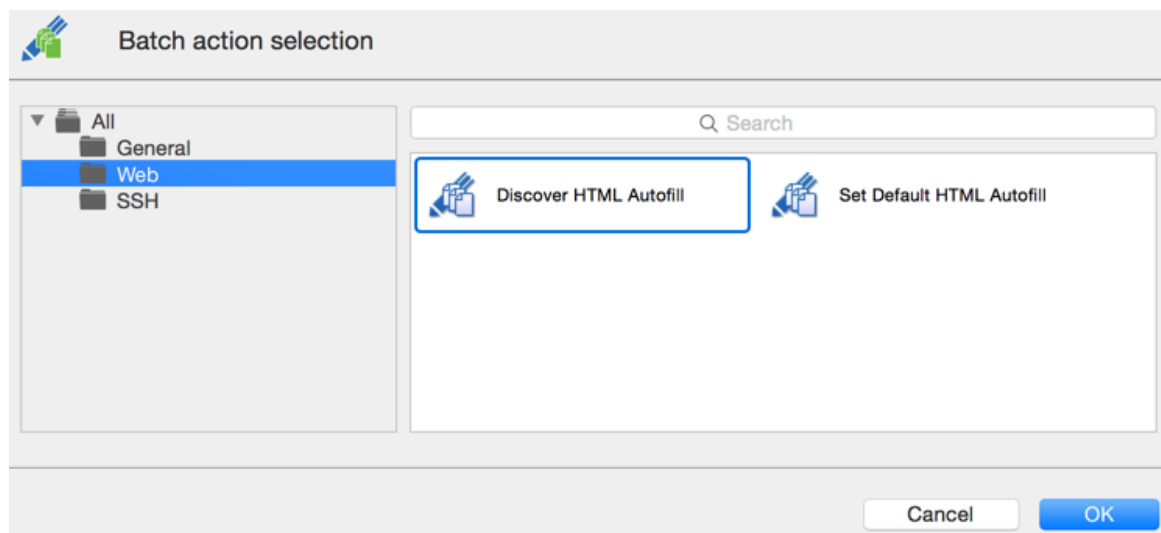 Batch action selection
All
General
Web
SSH
Search
Discover HTML Autofill
Set Default HTML Autofill
Cancel
OK